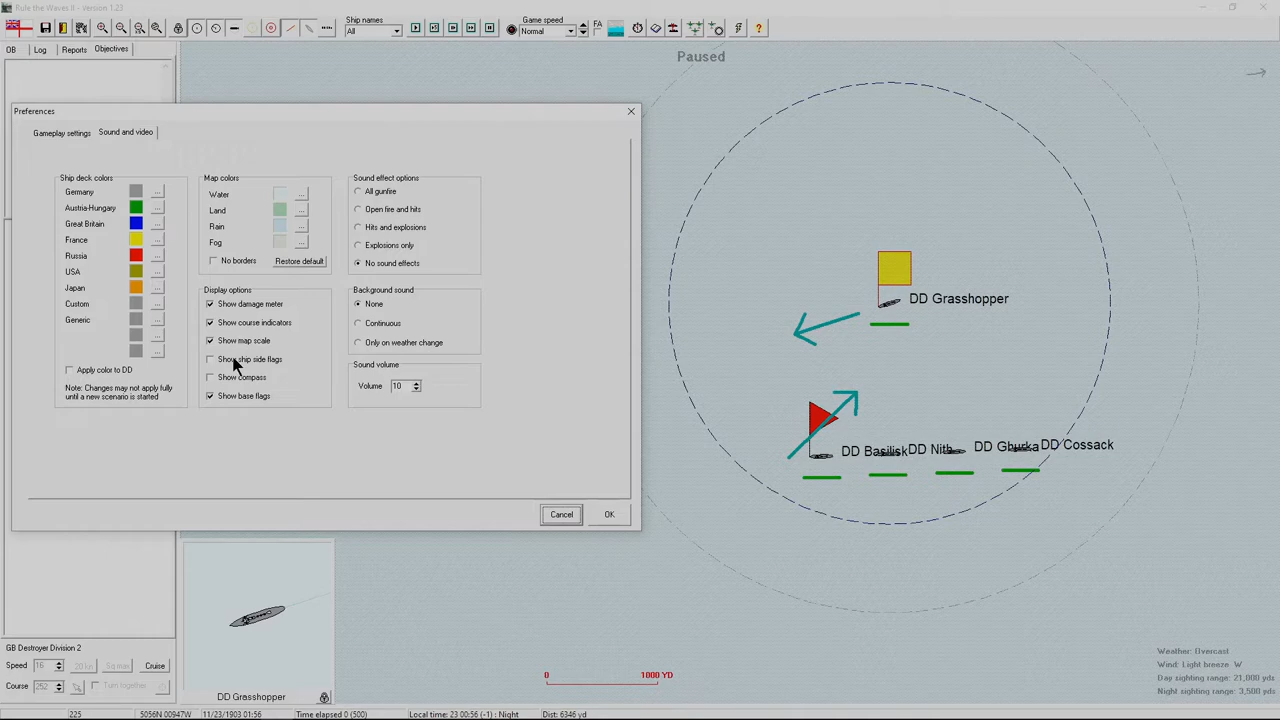 Rule the Waves II - Version 1.23
Ship names
All
Game speed
Normal
FA
OB
Log
Reports
Objectives
Paused
Preferences
Gameplay settings
Sound and video
Ship deck colors
Germany
...
Austria-Hungary
...
Great Britain
...
France
...
Russia
...
USA
...
Japan
...
Custom
...
Generic
...
...
...
Apply color to DD
Note: Changes may not apply fully
until a new scenario is started
Map colors
Water
...
Land
...
Rain
...
Fog
...
No borders
Restore default
Display options
Show damage meter
Show course indicators
Show map scale
Show ship side flags
Show compass
Show base flags
Sound effect options
All gunfire
Open fire and hits
Hits and explosions
Explosions only
No sound effects
Background sound
None
Continuous
Only on weather change
Sound volume
Volume 10
Cancel
OK
DD Grasshopper
DD Basilisk
DD Nith
DD Ghurka
DD Cossack
GB Destroyer Division 2
Speed 16 20 kn Sq max Cruise
Course 252 Turn together
DD Grasshopper
0 1000 YD
Weather: Overcast
Wind: Light breeze W
Day sighting range: 21,000 yds
Night sighting range: 3,500 yds
225 5056N 00947W 11/23/1903 01:56 Time elapsed 0 (500) Local time: 23 00:56 (-1) : Night Dist: 6346 yd